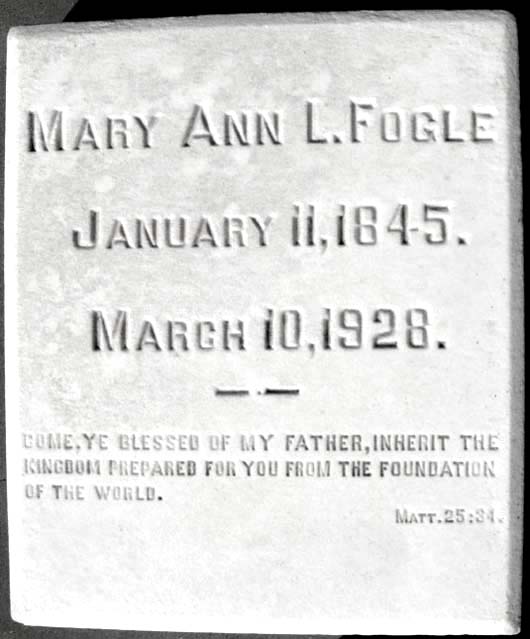 MARY ANN L. FOGLE
JANUARY 11, 1845.
MARCH 10, 1928.
COME, YE BLESSED OF MY FATHER, INHERIT THE
KINGDOM PREPARED FOR YOU FROM THE FOUNDATION
OF THE WORLD.
MATT. 25:34.